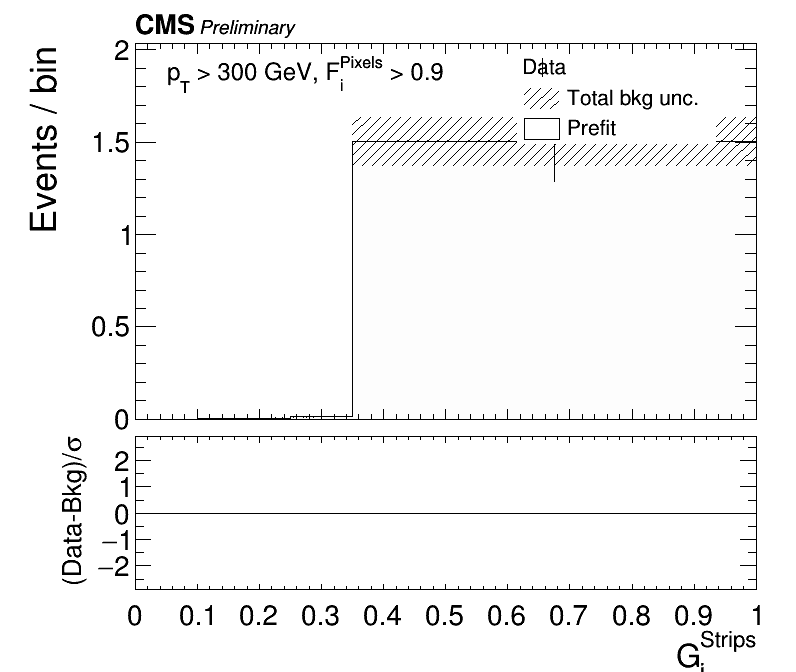 CMS Preliminary
p_T > 300 GeV, F_i^Pixels > 0.9
Data
Total bkg unc.
Prefit
Events / bin
2
1.5
1
0.5
0
(Data-Bkg)/σ
2
1
0
−1
−2
0 0.1 0.2 0.3 0.4 0.5 0.6 0.7 0.8 0.9 1
G_i^Strips